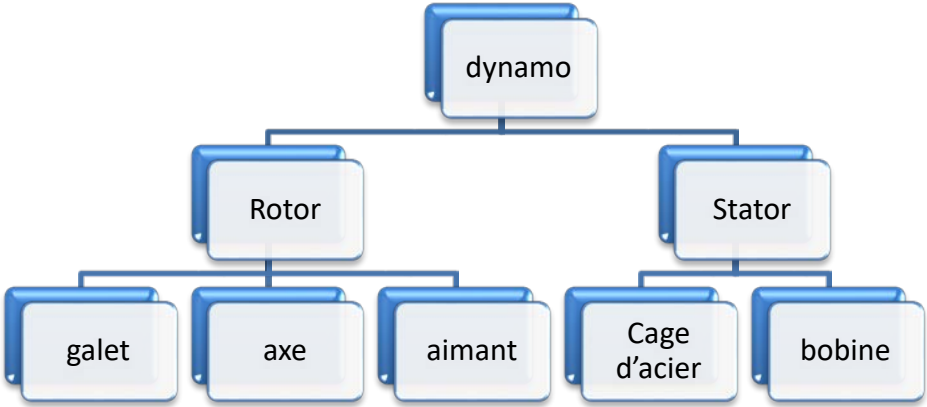 dynamo
Rotor
Stator
galet
axe
aimant
Cage
d’acier
bobine